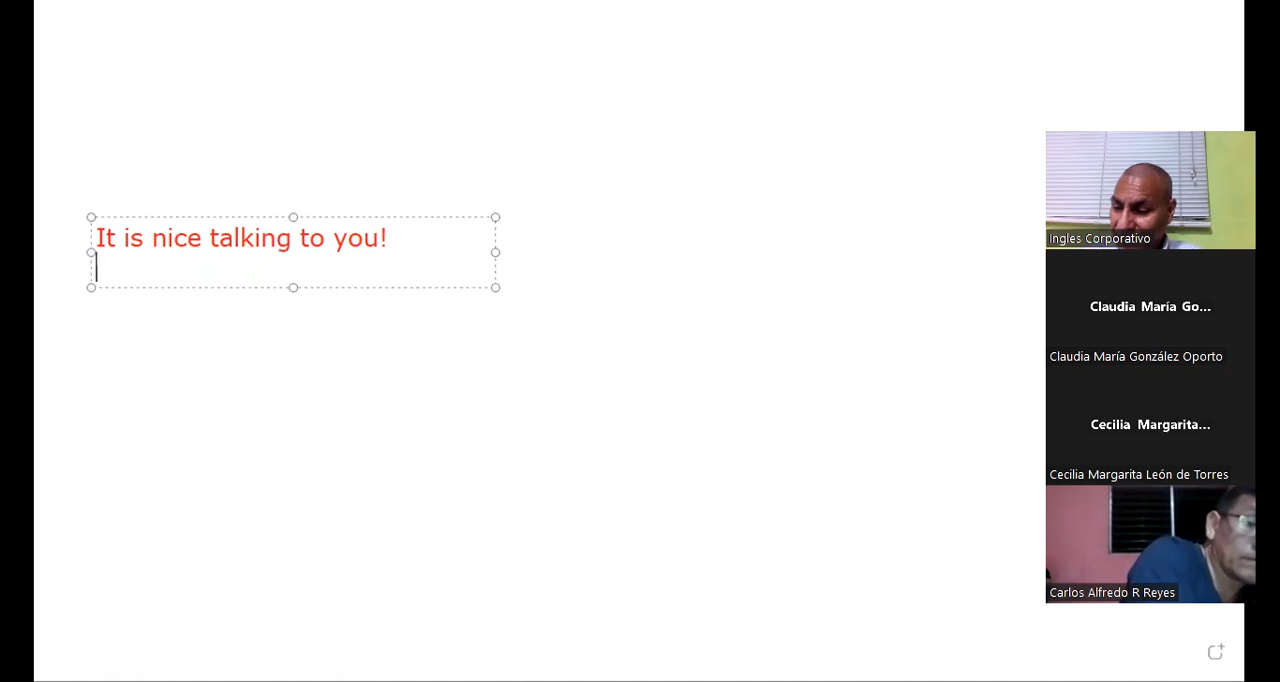 It is nice talking to you!
Ingles Corporativo
Claudia María Go...
Claudia María González Oporto
Cecilia Margarita...
Cecilia Margarita León de Torres
Carlos Alfredo R Reyes